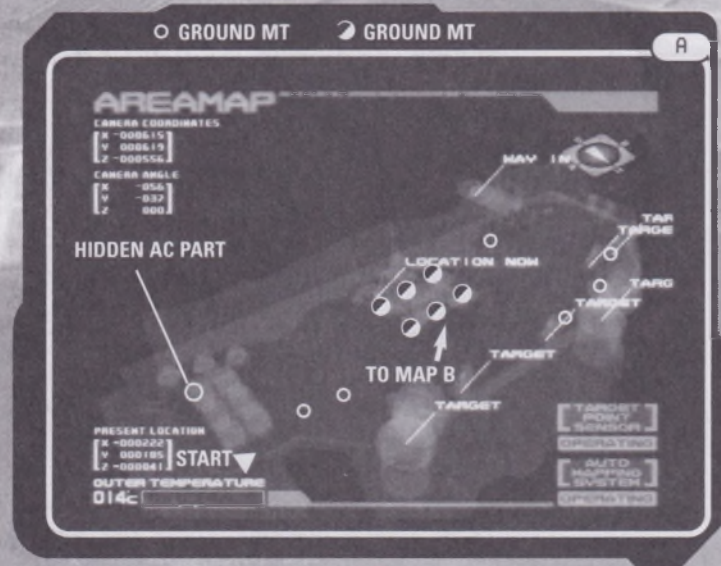 GROUND MT GROUND MT
A
AREAMAP
CAMERA COORDINATES
X -000615
Y 000619
Z -000556
CAMERA ANGLE
X -056
Y -037
Z 000
WAY IN
HIDDEN AC PART
LOCATION NOW
TAR
TARGE
TARG
TARGET
TARGET
TARGET
TO MAP B
PRESENT LOCATION
X -000222
Y 000185
Z -000041
START
OUTER TEMPERATURE
014c
TARGET
POINT
SENSOR
OPERATING
AUTO
MAPPING
SYSTEM
OPERATING